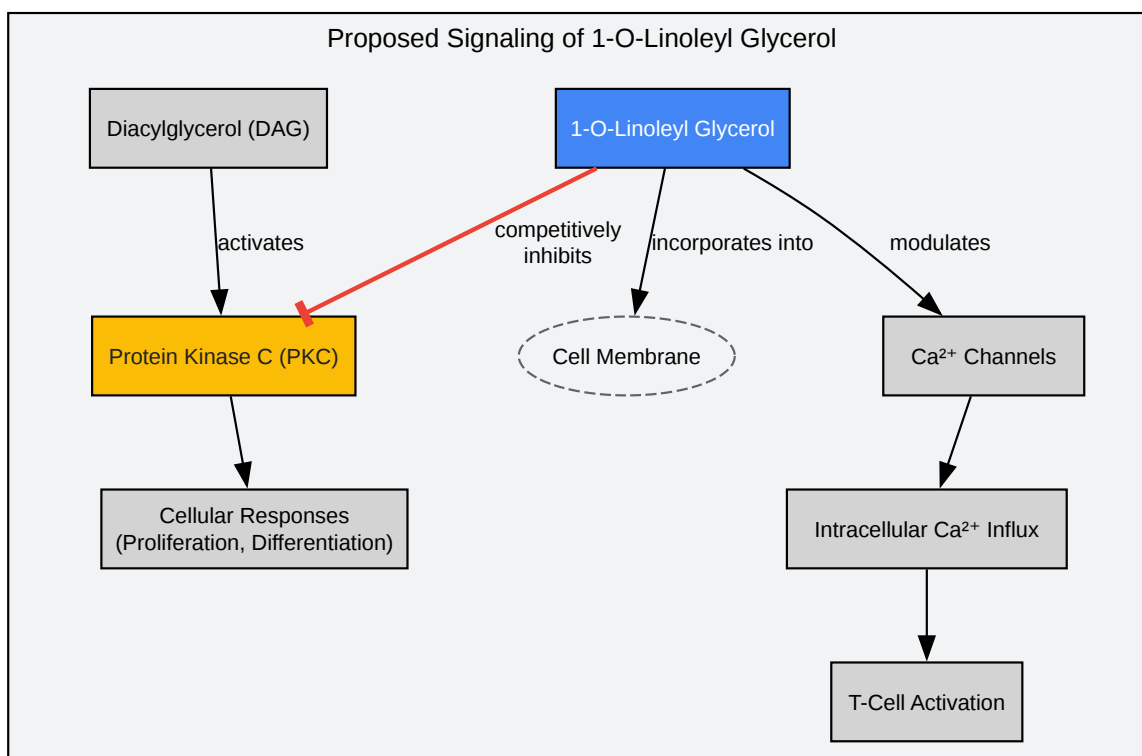 Proposed Signaling of 1-O-Linoleyl Glycerol
Diacylglycerol (DAG)
1-O-Linoleyl Glycerol
activates
competitively
inhibits
incorporates into
modulates
Protein Kinase C (PKC)
Cell Membrane
Ca²⁺ Channels
Cellular Responses
(Proliferation, Differentiation)
Intracellular Ca²⁺ Influx
T-Cell Activation